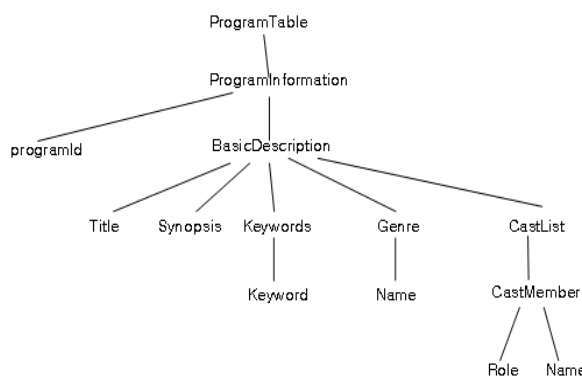 ProgramTable
ProgramInformation
programId
BasicDescription
Title Synopsis Keywords Genre CastList
Keyword Name CastMember
Role Name